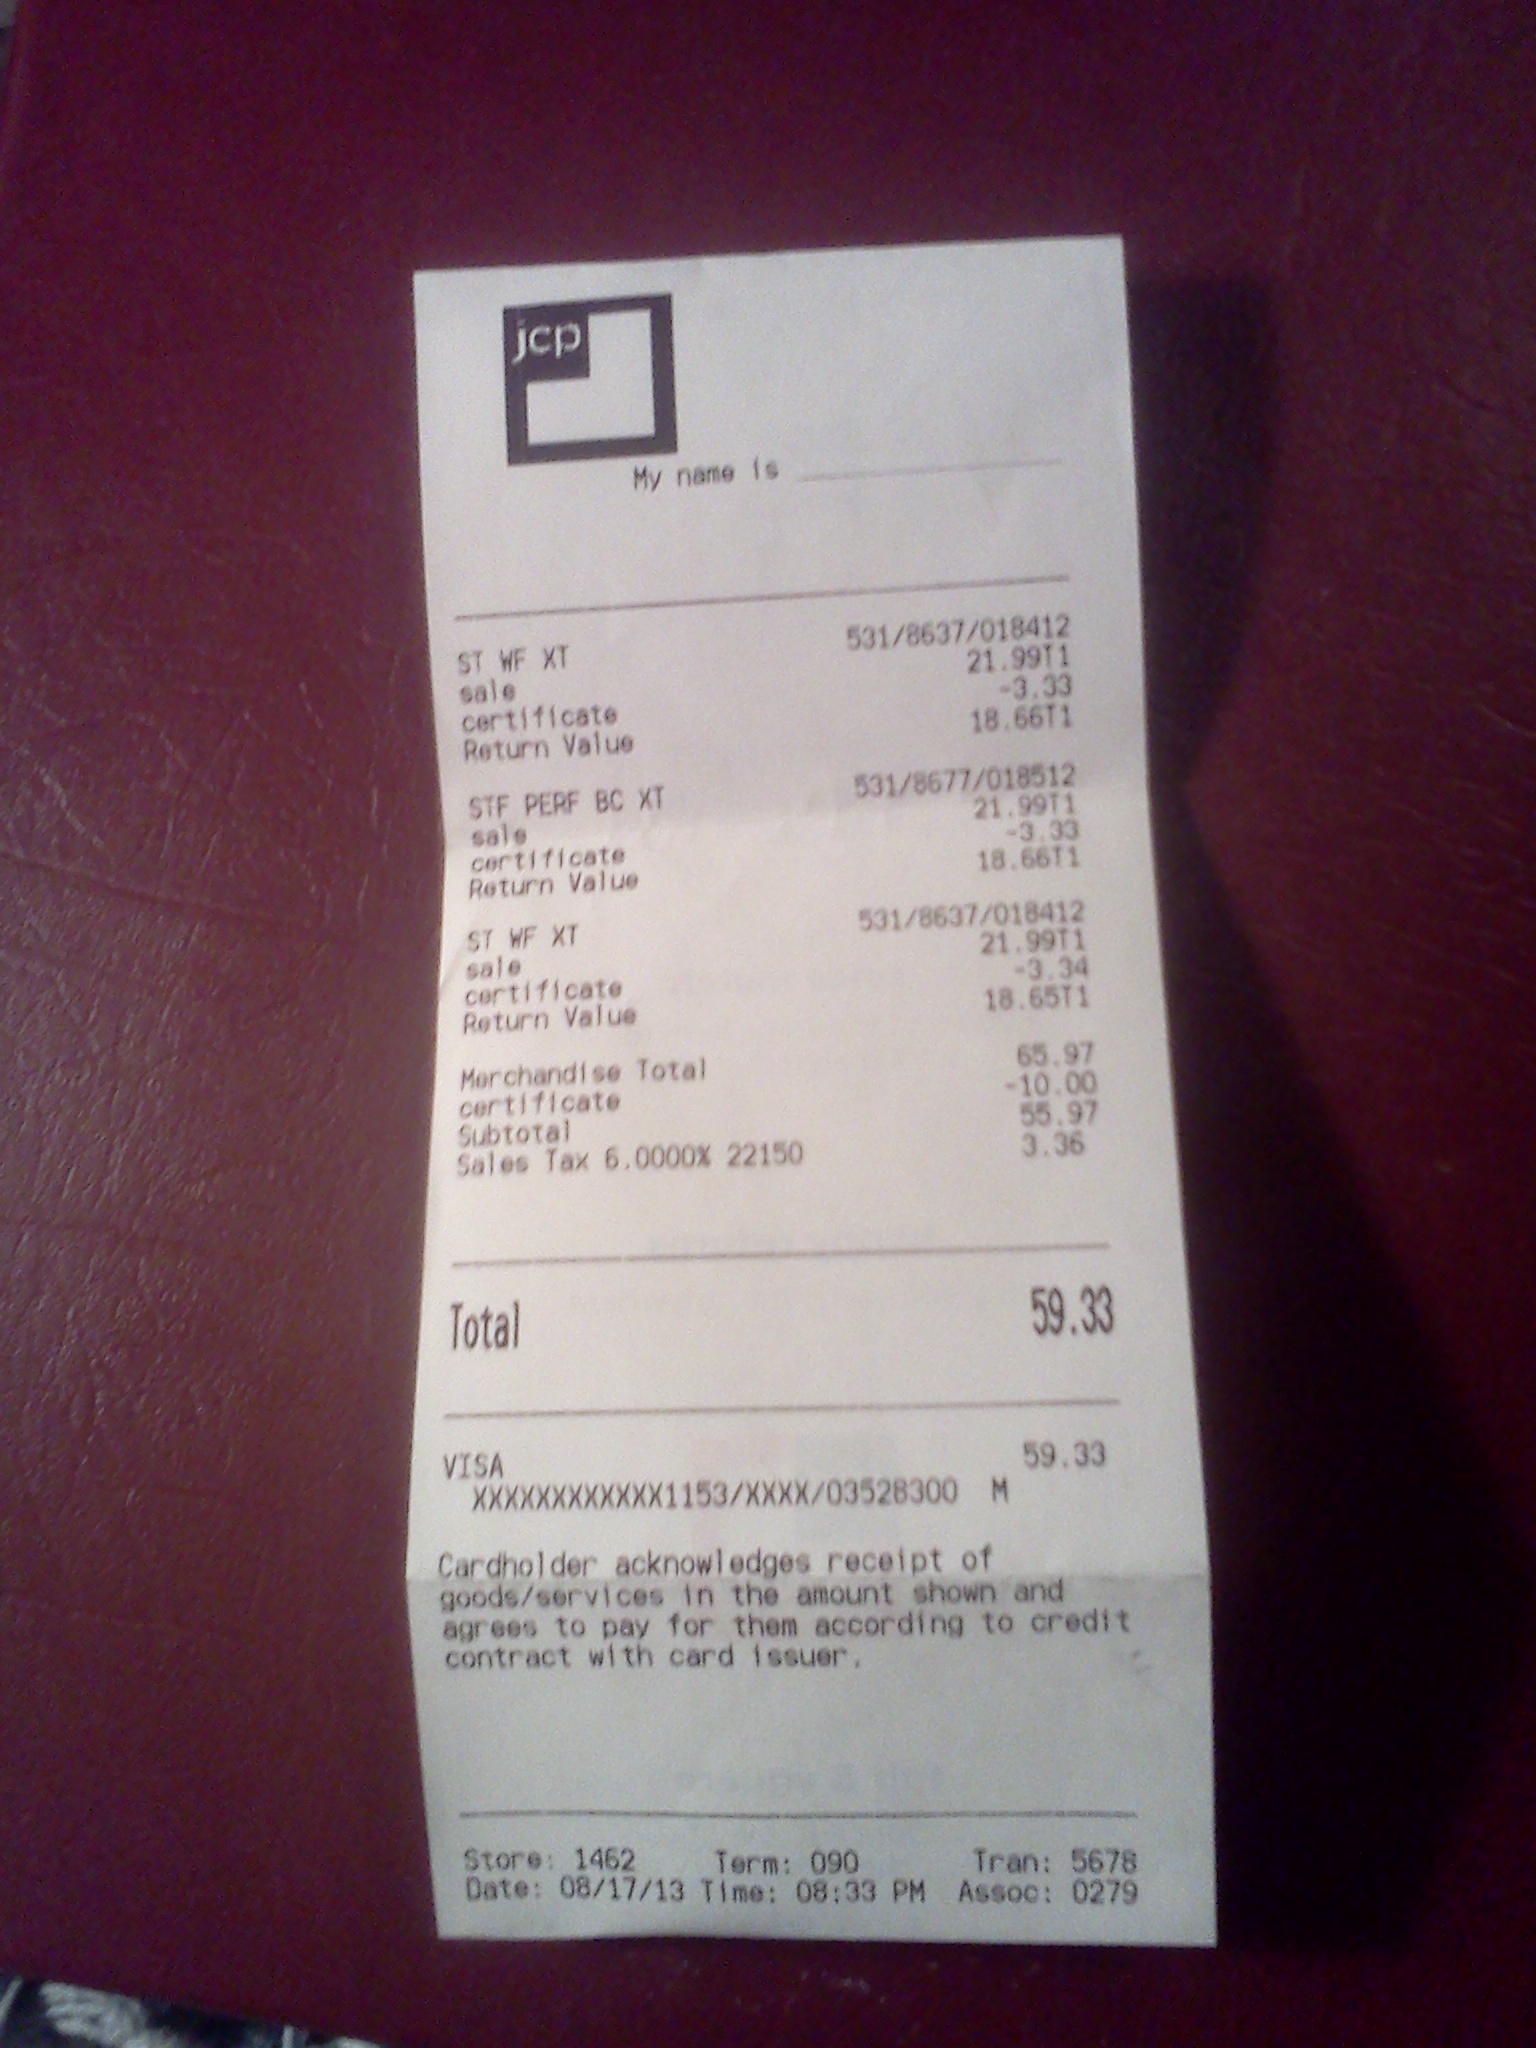 jcp
My name is
ST WF XT 531/8637/018412
sale 21.99T1
certificate -3.33
Return Value 18.66T1
STF PERF BC XT 531/8677/018512
sale 21.99T1
certificate -3.33
Return Value 18.66T1
ST WF XT 531/8637/018412
sale 21.99T1
certificate -3.34
Return Value 18.65T1
Merchandise Total 65.97
certificate -10.00
Subtotal 55.97
Sales Tax 6.0000% 22150 3.36
Total 59.33
VISA 59.33
XXXXXXXXXXXX1153/XXXX/03528300 M
Cardholder acknowledges receipt of
goods/services in the amount shown and
agrees to pay for them according to credit
contract with card issuer.
Store: 1462 Term: 090 Tran: 5678
Date: 08/17/13 Time: 08:33 PM Assoc: 0279